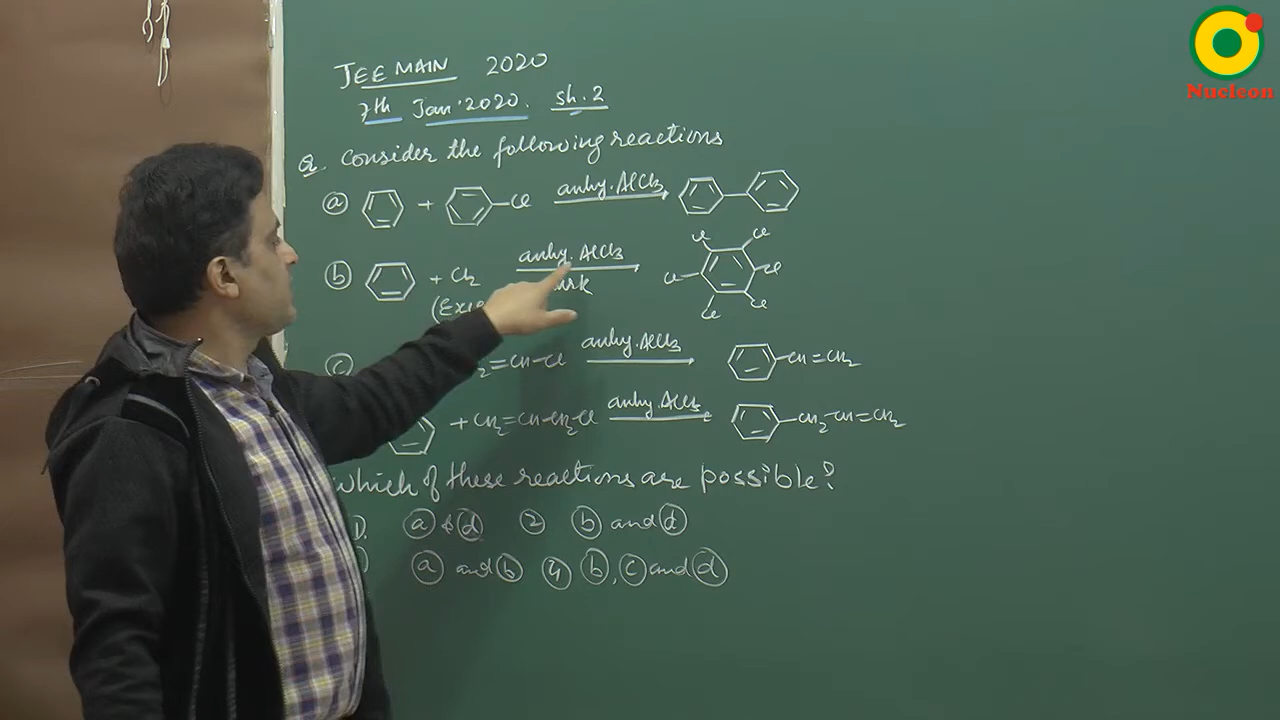 Nucleon
JEE MAIN 2020
7th Jan. 2020. Sh. 2
Q. Consider the following reactions
(a) + Cl anhy. AlCl3
(b) + Cl2 anhy. AlCl3 Cl Cl Cl Cl Cl Cl
=CH-Cl anhy. AlCl3 CH=CH2
+ CH2=CH-CH2Cl anhy. AlCl3 CH2-CH=CH2
Which of these reactions are possible?
1. (a) & (d) (2) (b) and (d)
(a) and (b) (4) (b), (c) and (d)